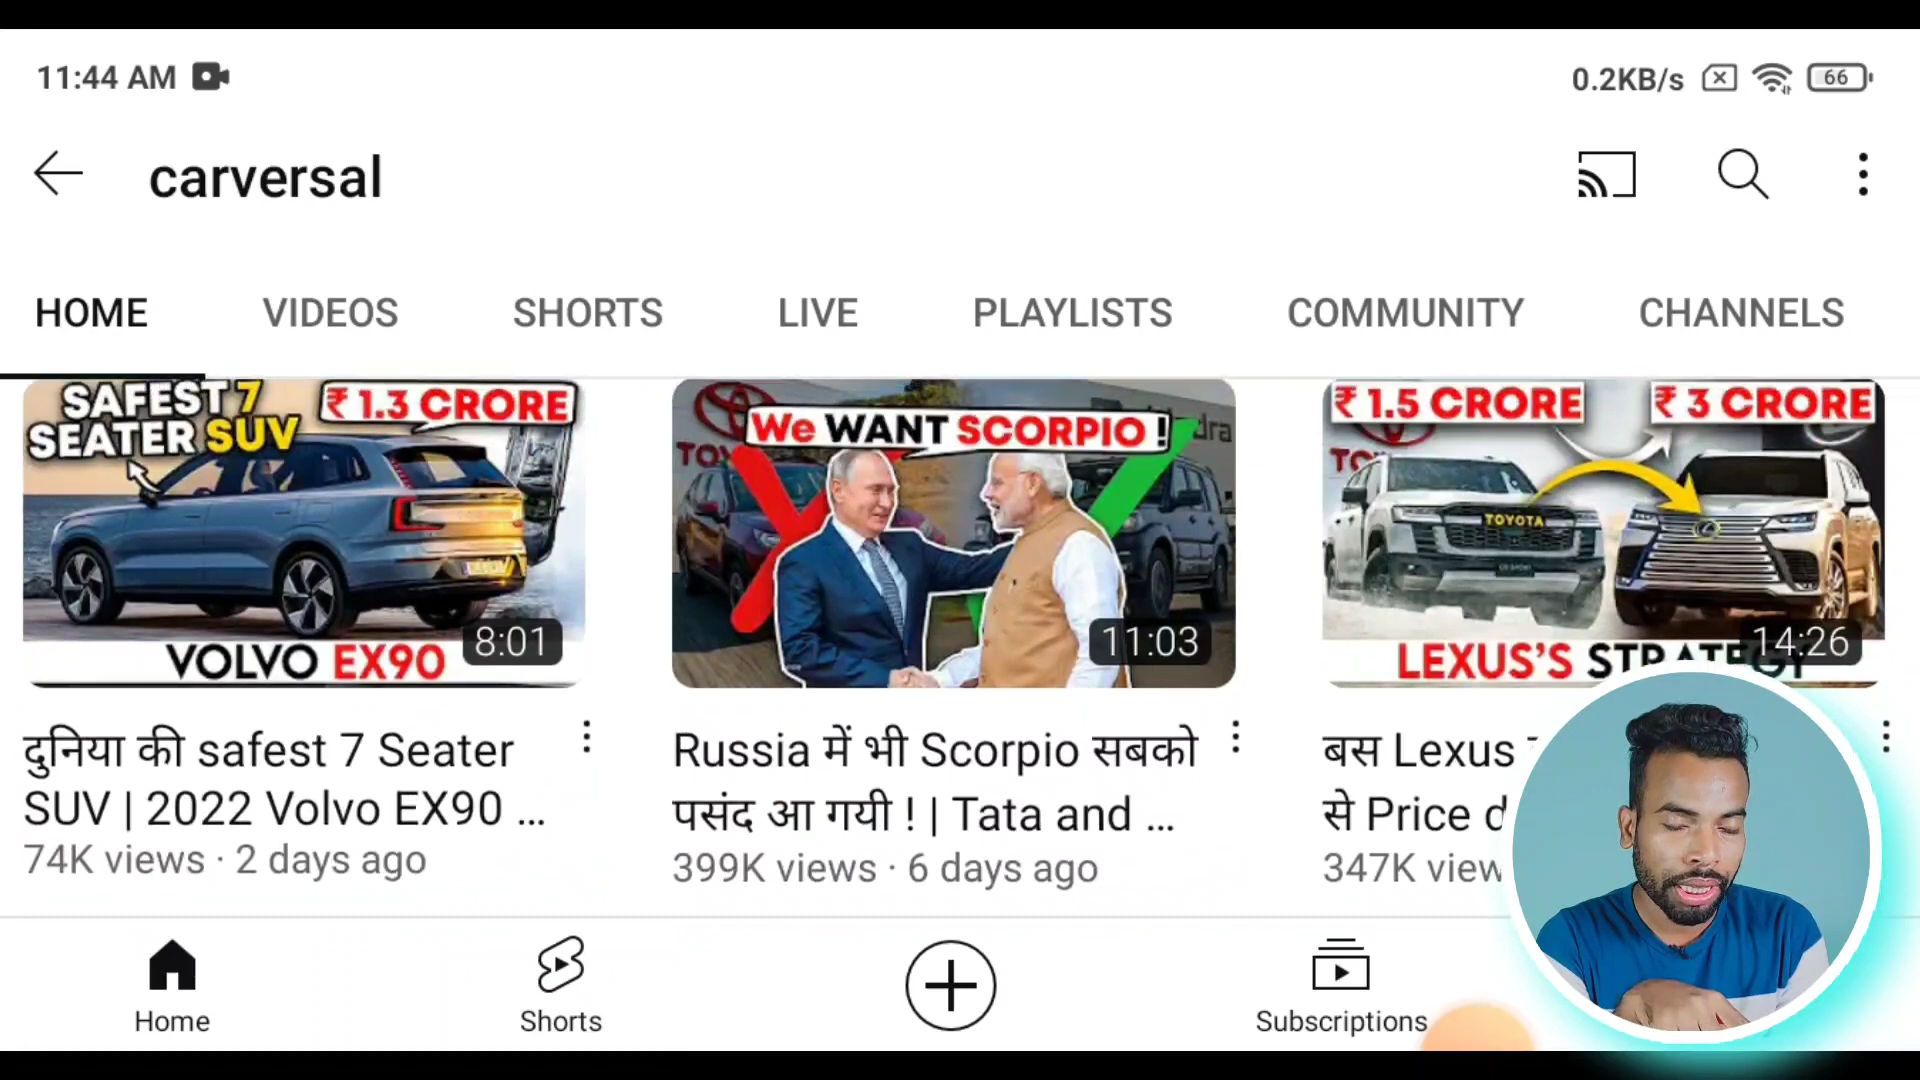 11:44 AM
0.2KB/s
66
carversal
HOME VIDEOS SHORTS LIVE PLAYLISTS COMMUNITY CHANNELS
SAFEST 7
SEATER SUV
₹ 1.3 CRORE
VOLVO EX90
8:01
We WANT SCORPIO !
11:03
₹ 1.5 CRORE
₹ 3 CRORE
TOYOTA
LEXUS'S STRATEGY
14:26
दुनिया की safest 7 Seater
SUV | 2022 Volvo EX90 ...
74K views · 2 days ago
Russia में भी Scorpio सबको
पसंद आ गयी ! | Tata and ...
399K views · 6 days ago
बस Lexus
से Price
347K view
Home
Shorts
Subscriptions